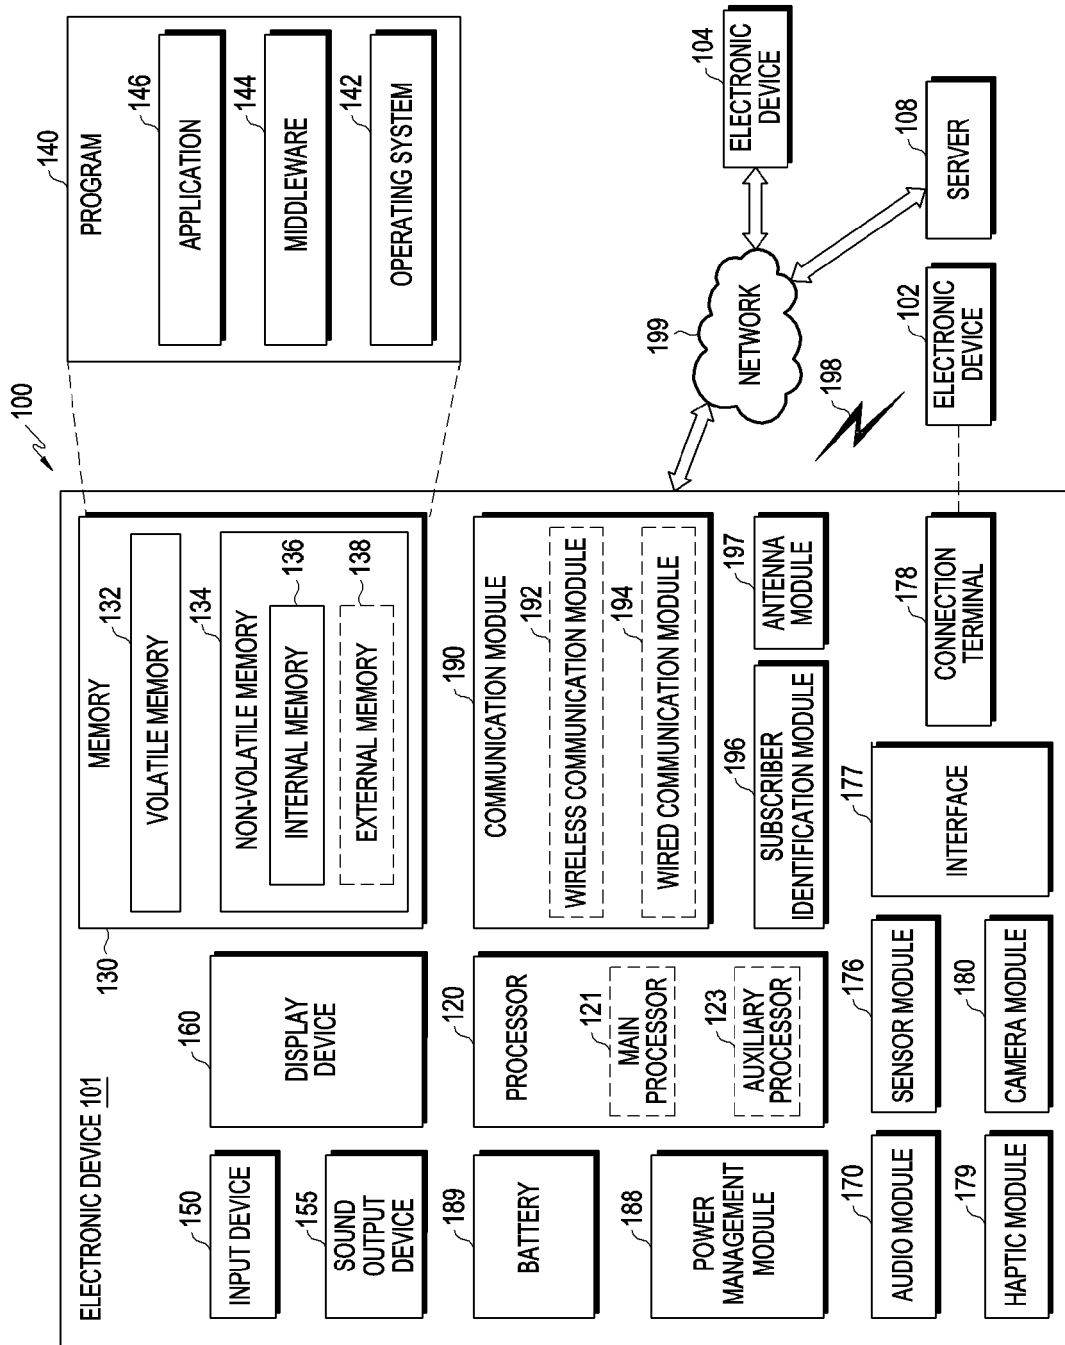 100
ELECTRONIC DEVICE 101
150
INPUT DEVICE
155
SOUND
OUTPUT
DEVICE
189
BATTERY
188
POWER
MANAGEMENT
MODULE
170
AUDIO MODULE
179
HAPTIC MODULE
160
DISPLAY
DEVICE
120
PROCESSOR
121
MAIN
PROCESSOR
123
AUXILIARY
PROCESSOR
176
SENSOR MODULE
180
CAMERA MODULE
130
MEMORY
132
VOLATILE MEMORY
134
NON-VOLATILE MEMORY
136
INTERNAL MEMORY
138
EXTERNAL MEMORY
190
COMMUNICATION MODULE
192
WIRELESS COMMUNICATION MODULE
194
WIRED COMMUNICATION MODULE
196
SUBSCRIBER
IDENTIFICATION MODULE
197
ANTENNA
MODULE
177
INTERFACE
178
CONNECTION
TERMINAL
140
PROGRAM
146
APPLICATION
144
MIDDLEWARE
142
OPERATING SYSTEM
199
NETWORK
198
104
ELECTRONIC
DEVICE
102
ELECTRONIC
DEVICE
108
SERVER